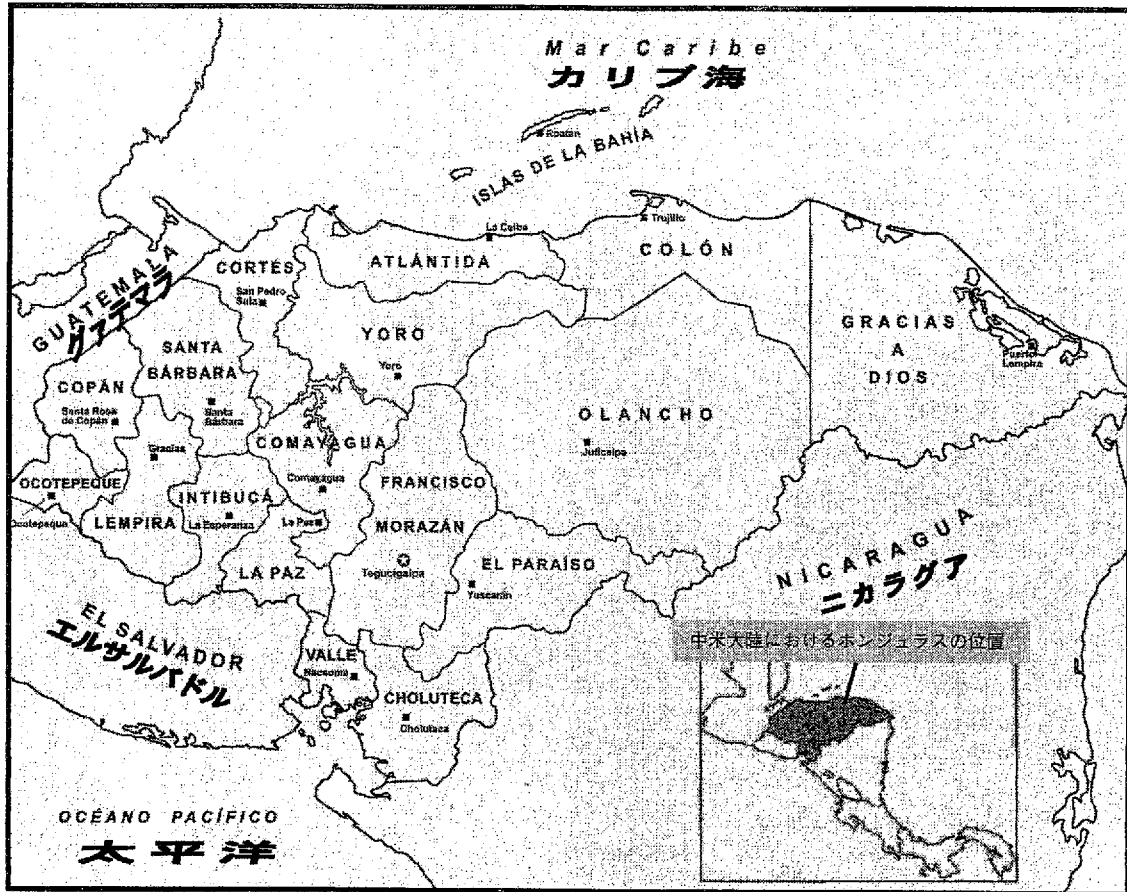 Mar Caribe
カリブ海
Roatán
ISLAS DE LA BAHÍA
Trujillo
La Ceiba
COLÓN
ATLÁNTIDA
CORTÉS
San Pedro
Sula
GUATEMALA
グァテマラ
YORO
Yoro
GRACIAS
A
DIOS
Puerto
Lempira
SANTA
BÁRBARA
Santa
Bárbara
COPÁN
Santa Rosa
de Copán
OLANCHO
Juticalpa
COMAYAGUA
Comayagua
Gracias
OCOTEPEQUE
Ocotepeque
LEMPIRA
INTIBUCÁ
La Esperanza
La Paz
LA PAZ
FRANCISCO
MORAZÁN
Tegucigalpa
EL PARAÍSO
Yuscarán
NICARAGUA
ニカラグア
EL SALVADOR
エルサルバドル
VALLE
Nacaome
CHOLUTECA
Choluteca
中米大陸におけるホンジュラスの位置
OCÉANO PACÍFICO
太平洋